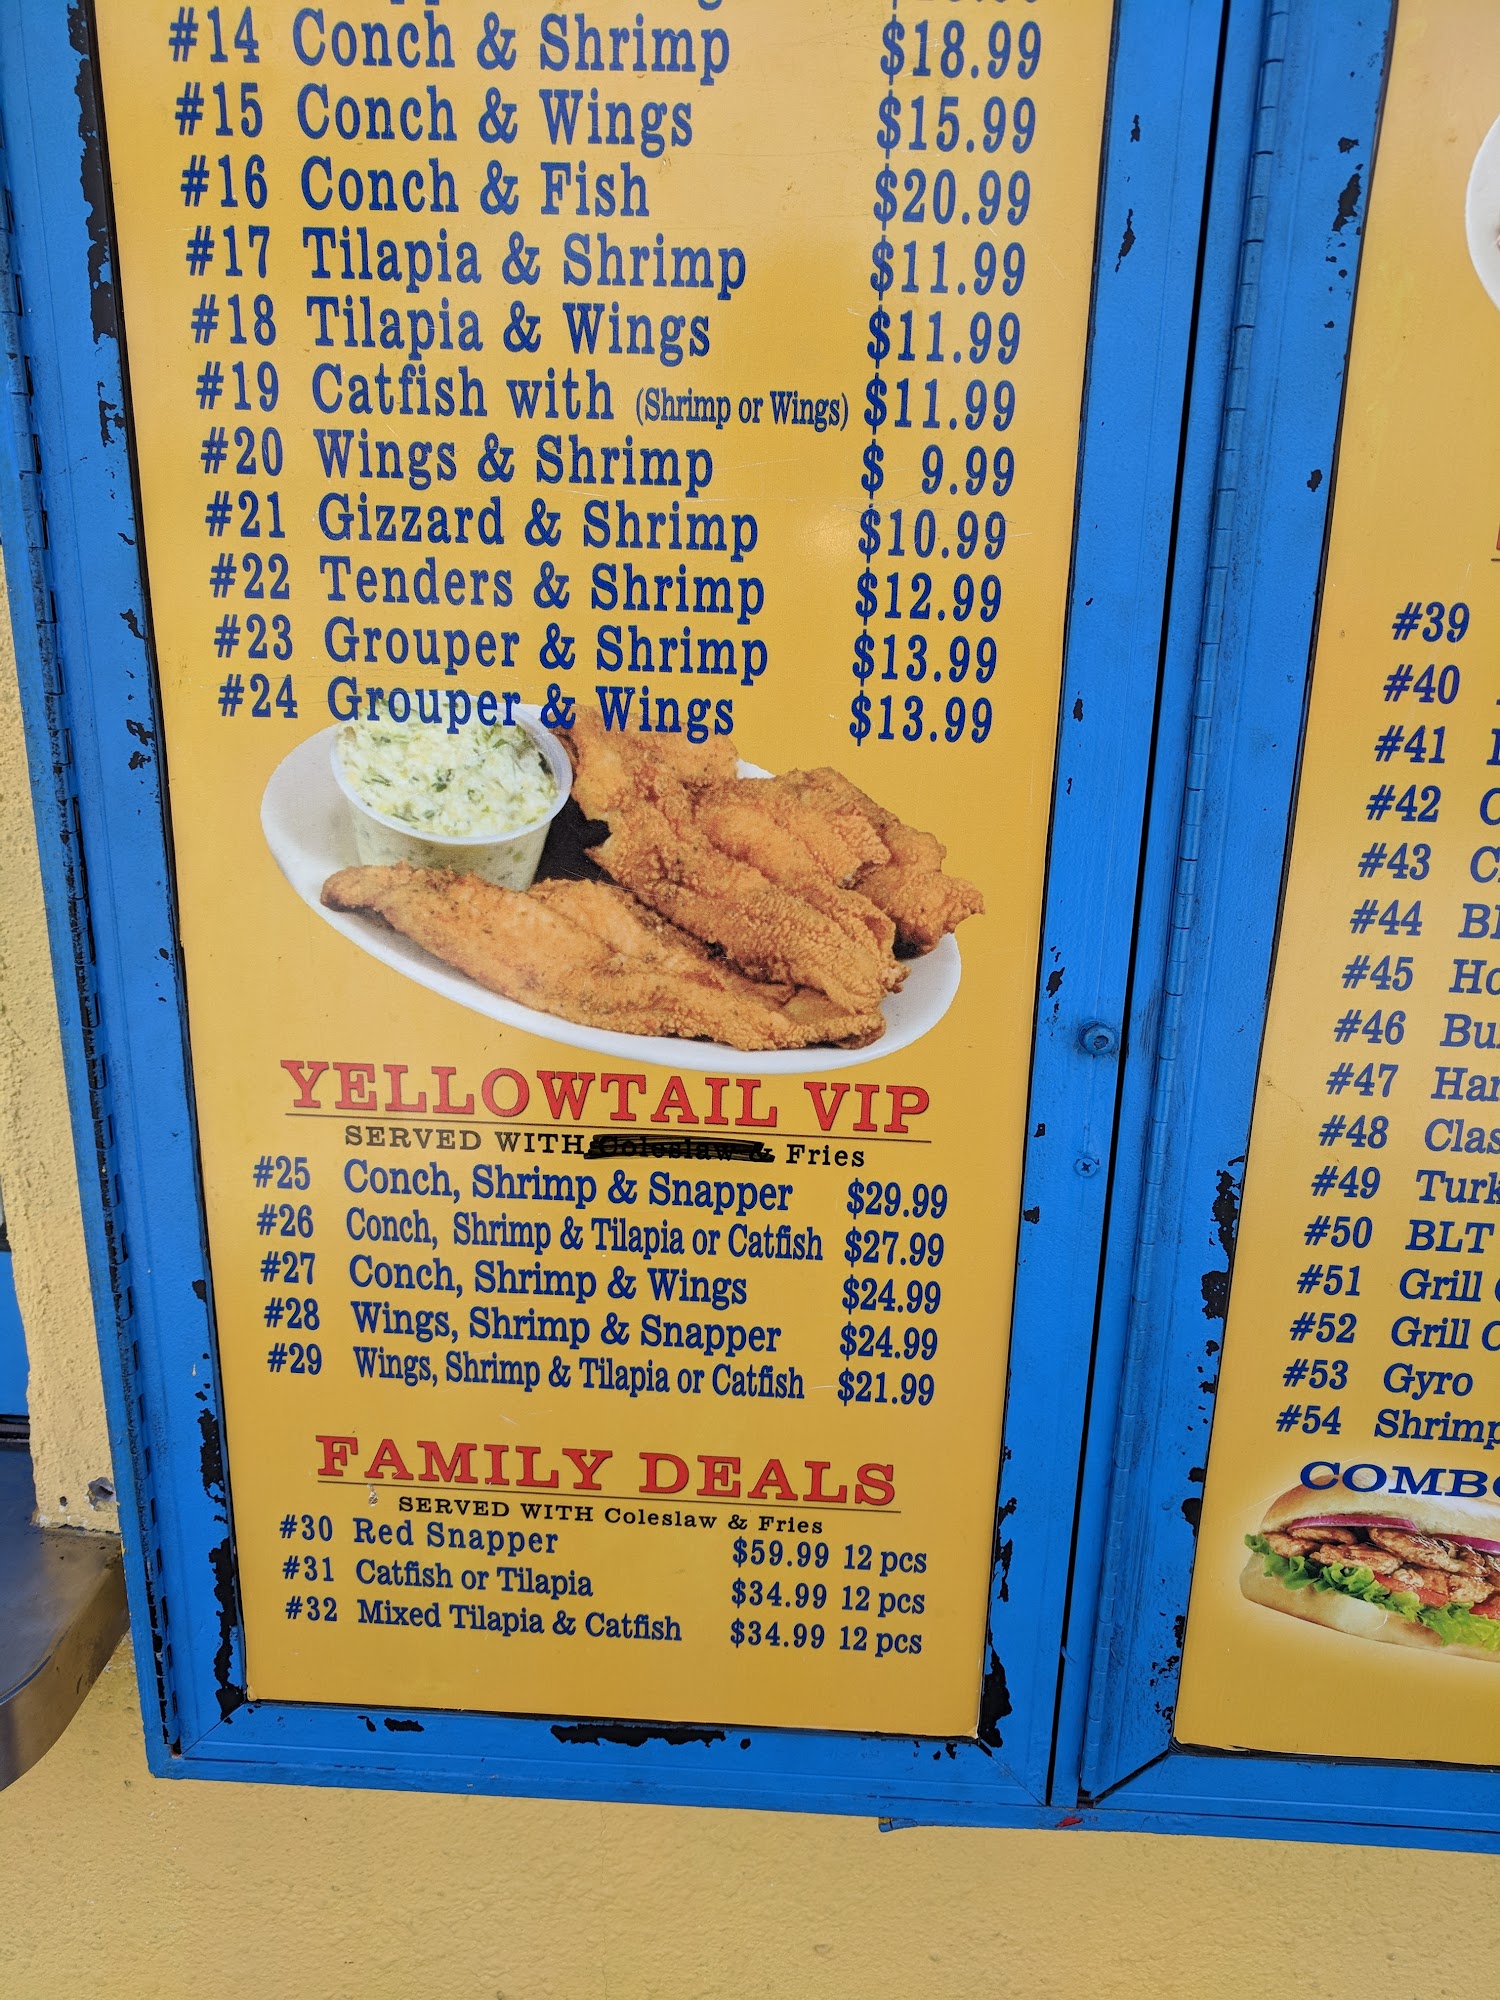 #14 Conch & Shrimp $18.99
#15 Conch & Wings $15.99
#16 Conch & Fish $20.99
#17 Tilapia & Shrimp $11.99
#18 Tilapia & Wings $11.99
#19 Catfish with (Shrimp or Wings) $11.99
#20 Wings & Shrimp $ 9.99
#21 Gizzard & Shrimp $10.99
#22 Tenders & Shrimp $12.99
#23 Grouper & Shrimp $13.99
#24 Grouper & Wings $13.99
YELLOWTAIL VIP
SERVED WITH Coleslaw & Fries
#25 Conch, Shrimp & Snapper $29.99
#26 Conch, Shrimp & Tilapia or Catfish $27.99
#27 Conch, Shrimp & Wings $24.99
#28 Wings, Shrimp & Snapper $24.99
#29 Wings, Shrimp & Tilapia or Catfish $21.99
FAMILY DEALS
SERVED WITH Coleslaw & Fries
#30 Red Snapper $59.99 12 pcs
#31 Catfish or Tilapia $34.99 12 pcs
#32 Mixed Tilapia & Catfish $34.99 12 pcs
#39
#40
#41
#42
#43
#44
#45
#46
#47
#48
#49
#50 BLT
#51 Grill
#52 Grill
#53 Gyro
#54 Shrimp